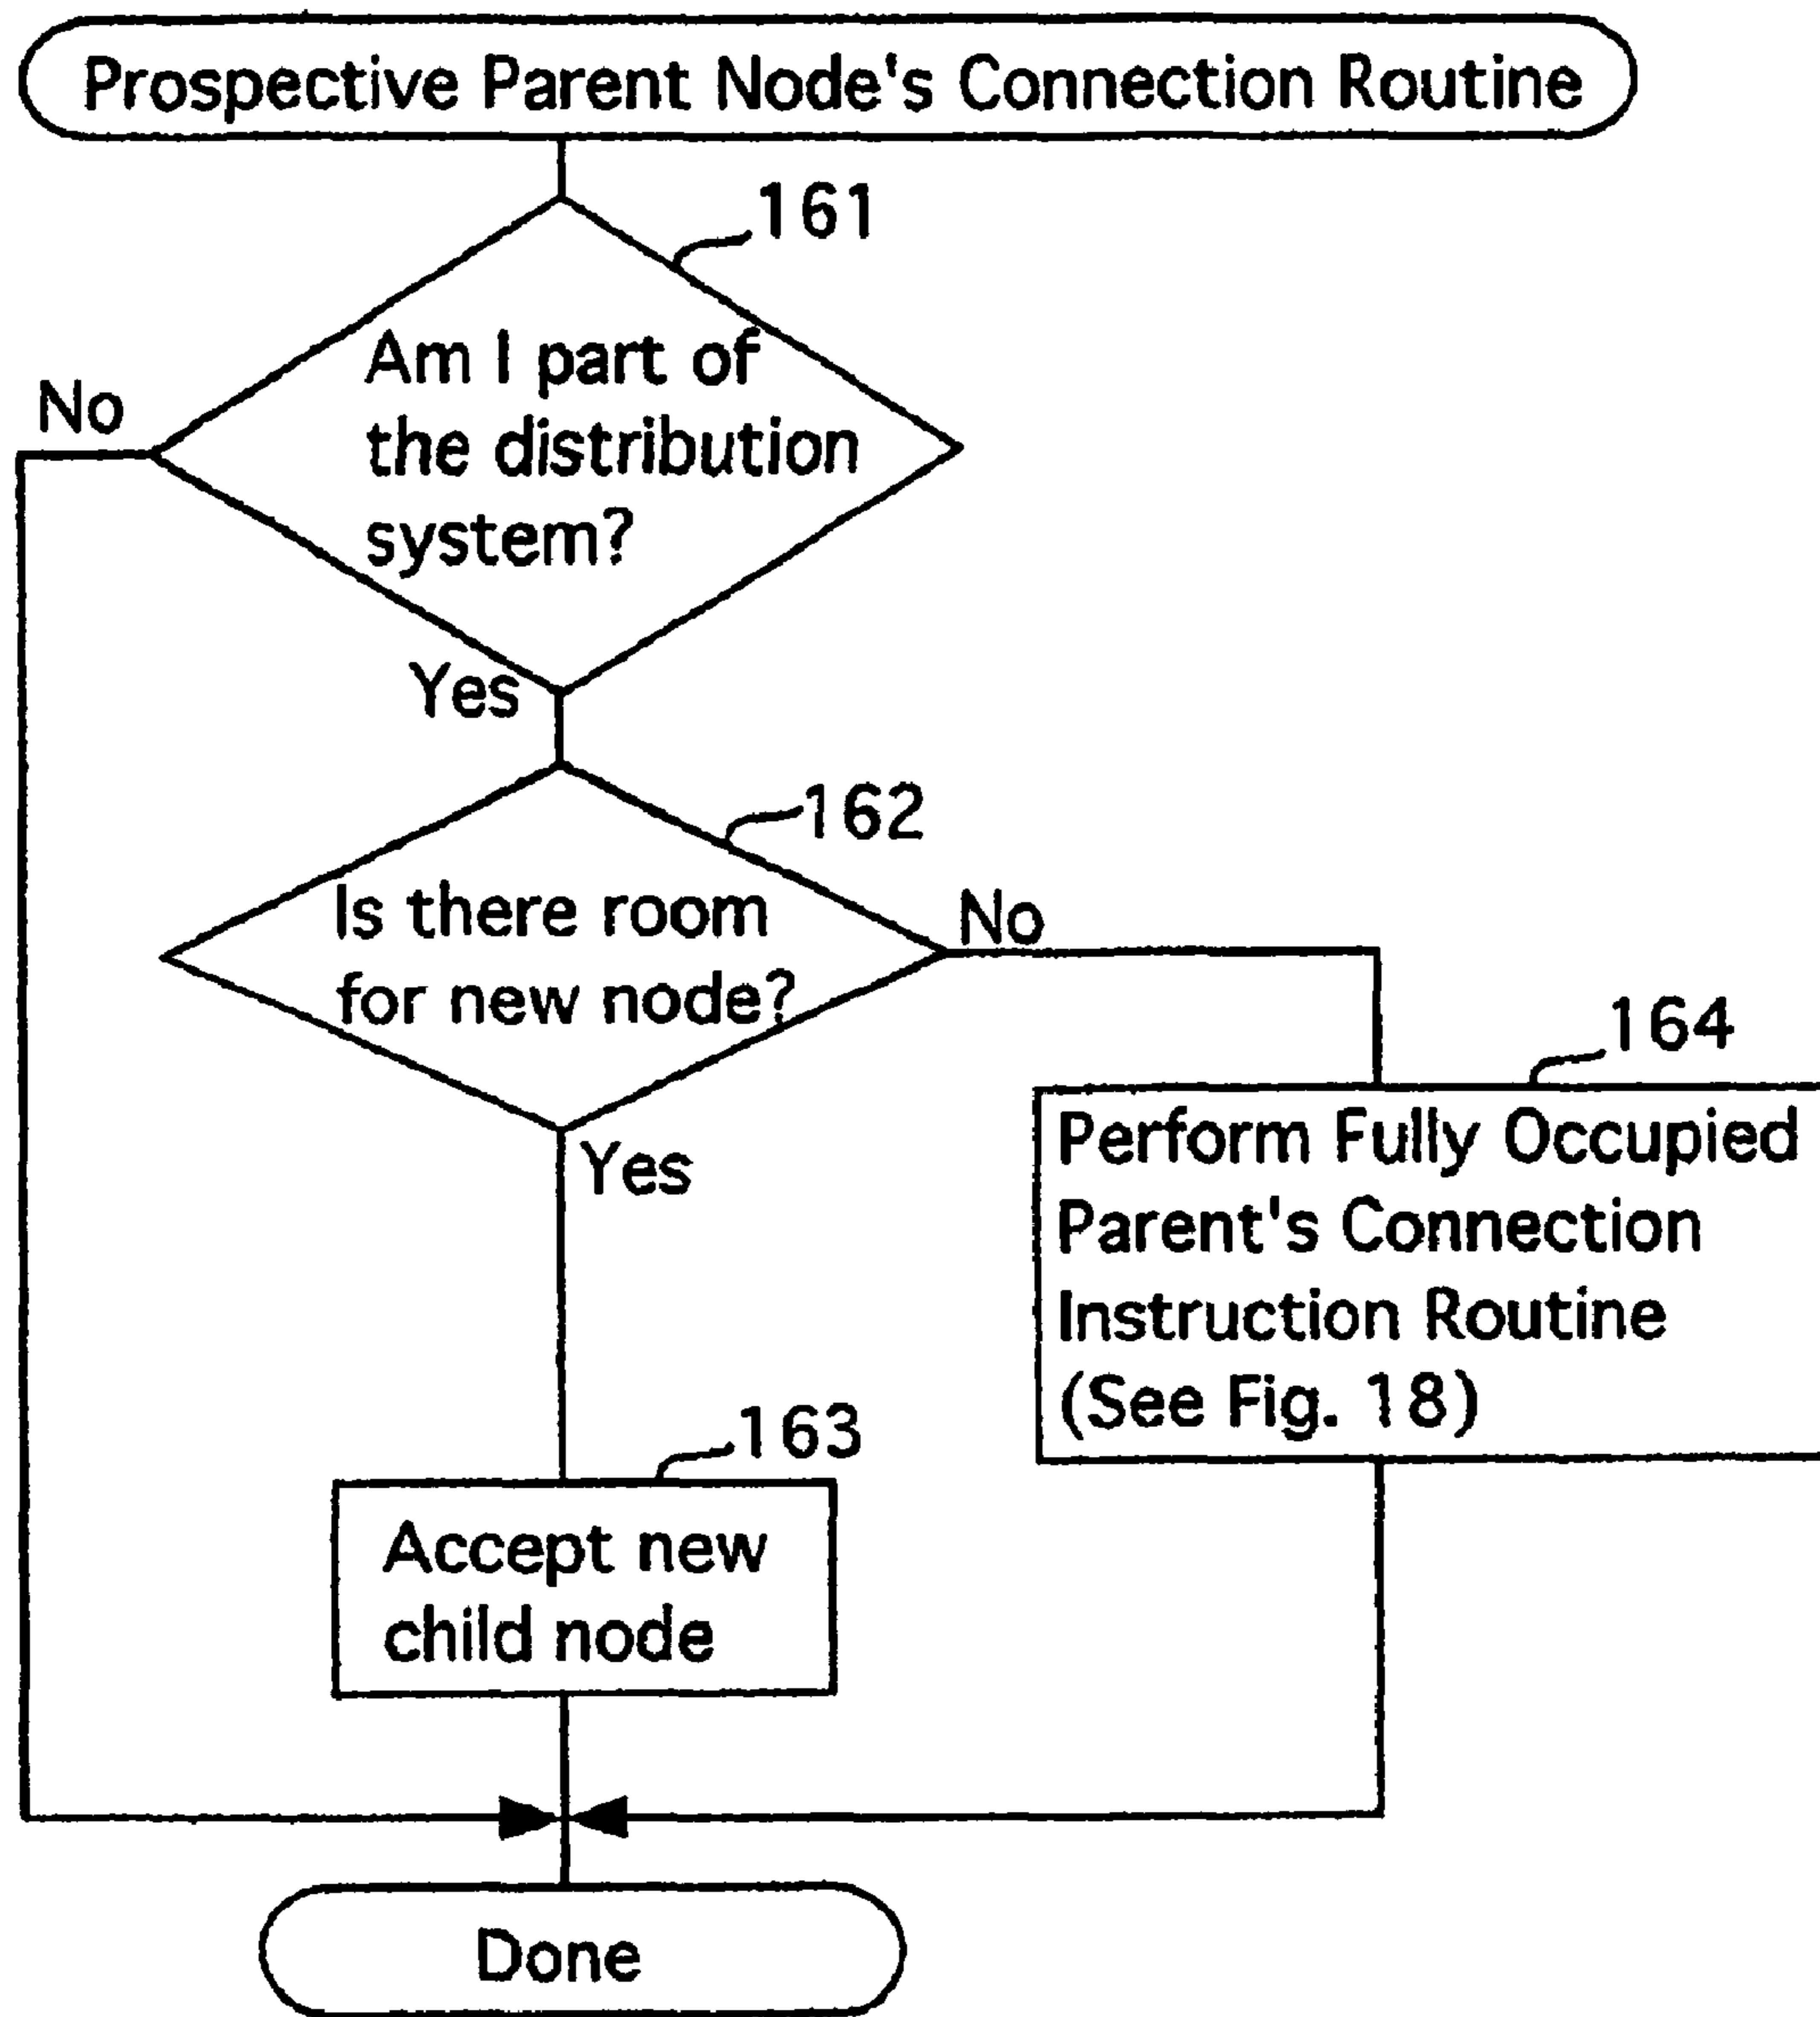 Prospective Parent Node's Connection Routine
161
Am I part of
the distribution
system?
No
Yes
162
Is there room
for new node?
No
Yes
164
Perform Fully Occupied
Parent's Connection
Instruction Routine
(See Fig. 18)
163
Accept new
child node
Done